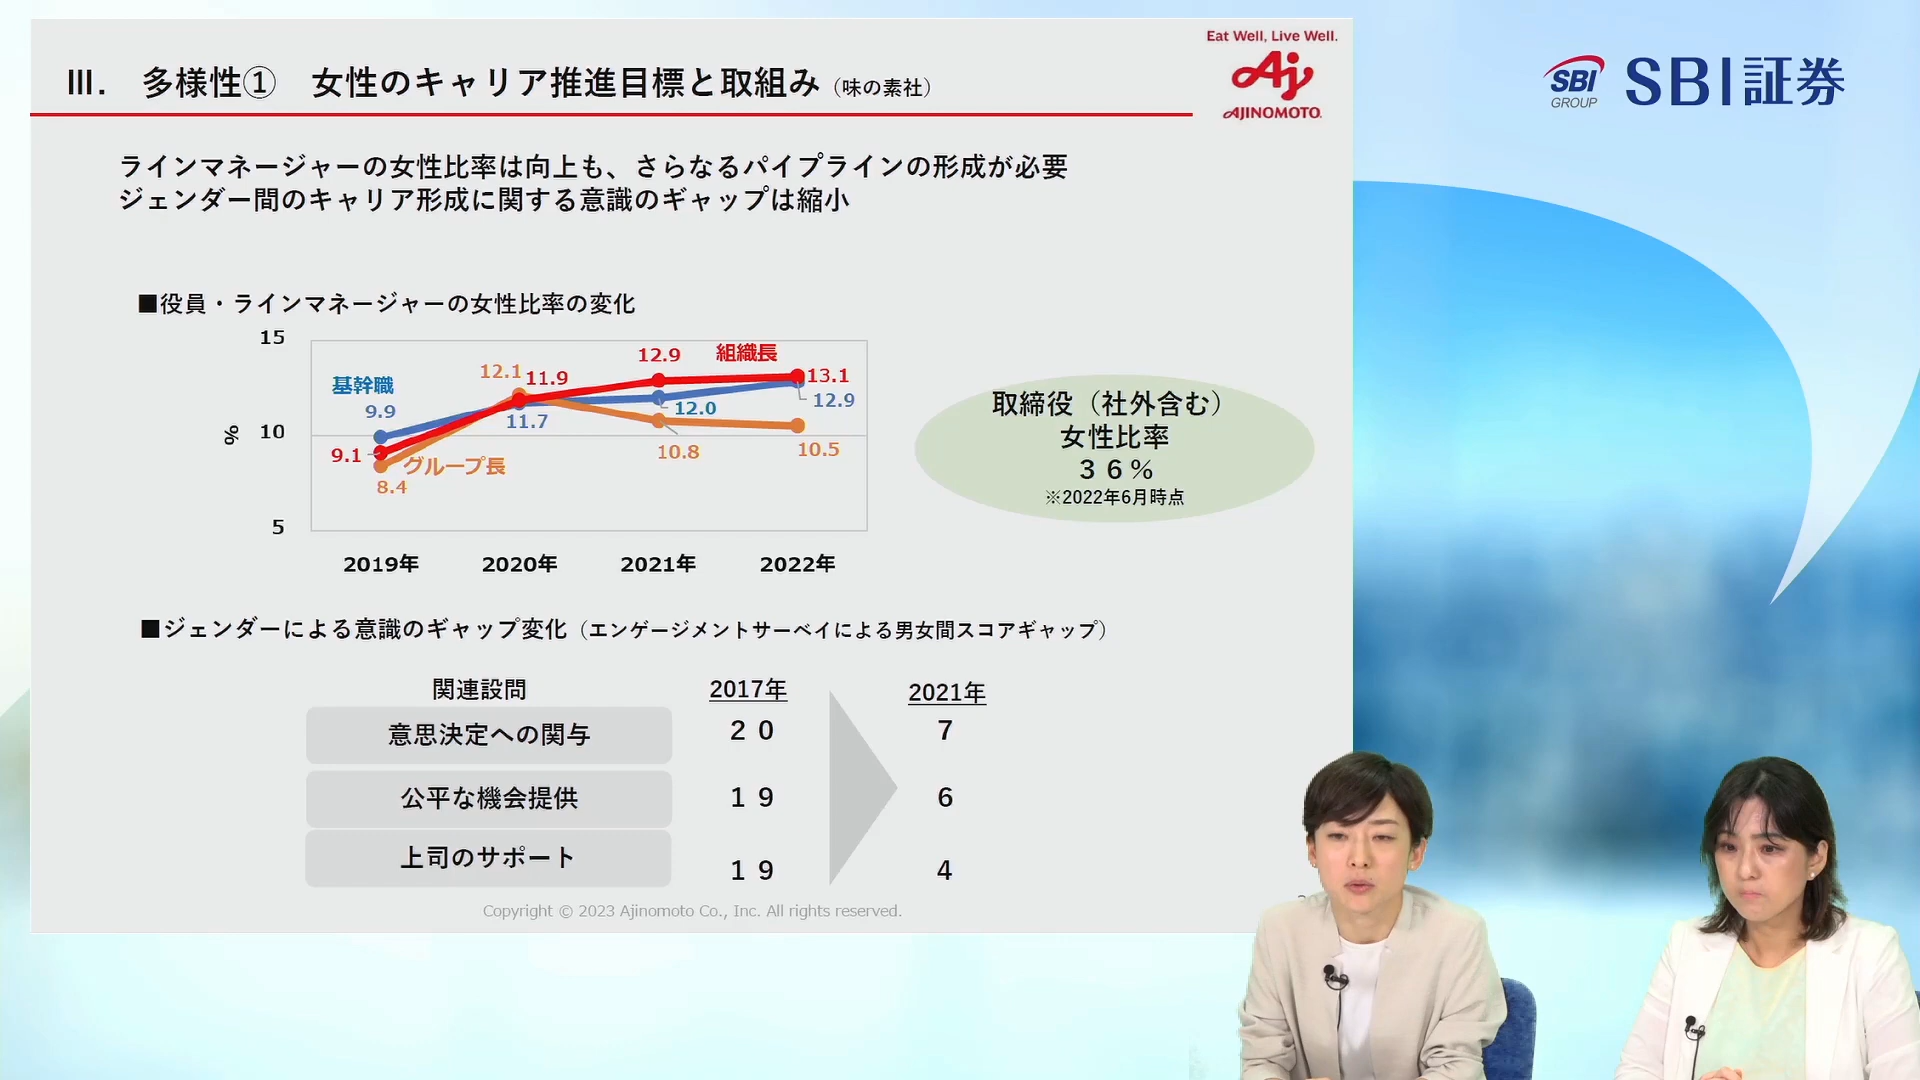 Ⅲ. 多様性① 女性のキャリア推進目標と取組み（味の素社）
Eat Well, Live Well.
Aj
AJINOMOTO
SBI
GROUP
SBI証券
ラインマネージャーの女性比率は向上も、さらなるパイプラインの形成が必要
ジェンダー間のキャリア形成に関する意識のギャップは縮小
■役員・ラインマネージャーの女性比率の変化
15
10
5
%
基幹職
9.9
9.1
グループ長
8.4
12.1
11.9
11.7
12.9
組織長
12.0
10.8
13.1
12.9
10.5
2019年 2020年 2021年 2022年
取締役（社外含む）
女性比率
３６%
※2022年6月時点
■ジェンダーによる意識のギャップ変化（エンゲージメントサーベイによる男女間スコアギャップ）
関連設問 2017年 2021年
意思決定への関与 ２０ 7
公平な機会提供 １９ 6
上司のサポート １９ 4
Copyright © 2023 Ajinomoto Co., Inc. All rights reserved.